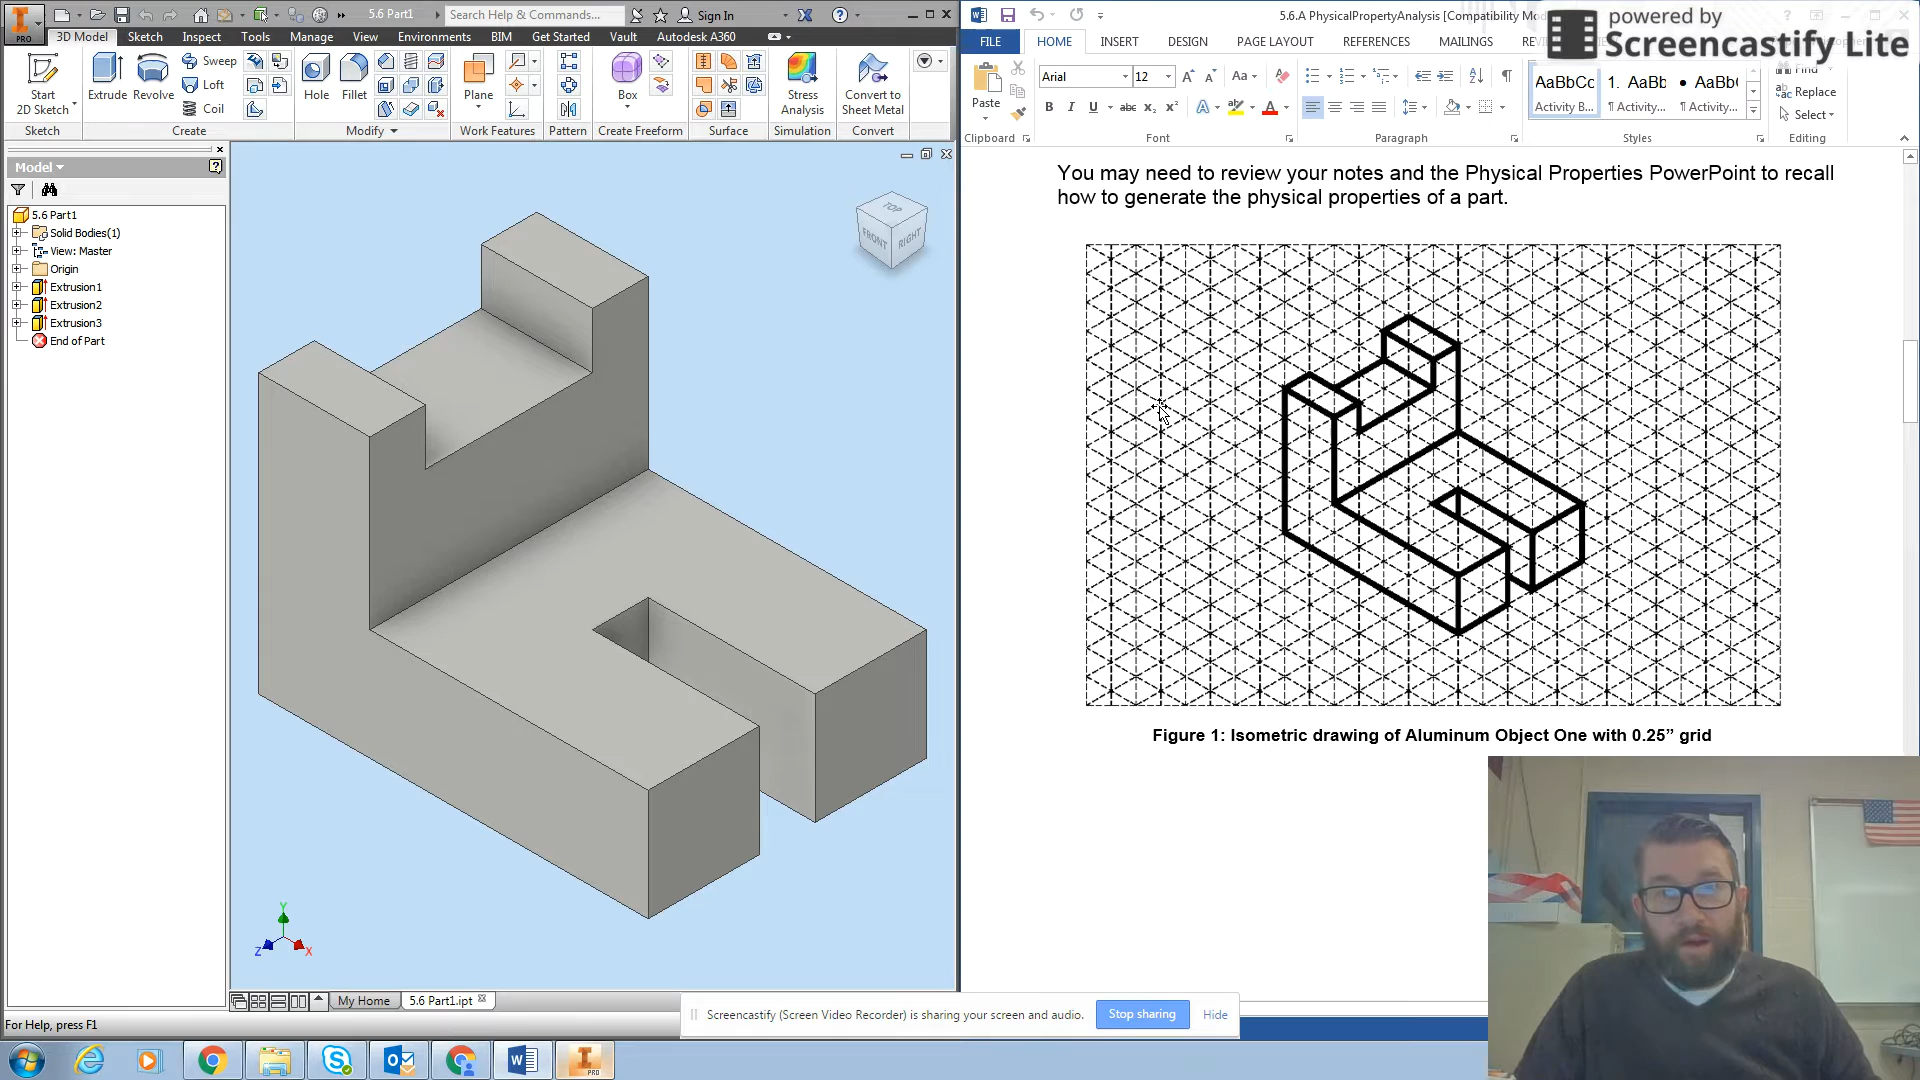 5.6 Part1
Search Help & Commands...
Sign In
PRO
3D Model
Sketch
Inspect
Tools
Manage
View
Environments
BIM
Get Started
Vault
Autodesk A360
Start
2D Sketch
Extrude
Revolve
Sweep
Loft
Coil
Hole
Fillet
Plane
Box
Stress
Analysis
Convert to
Sheet Metal
Sketch
Create
Modify
Work Features
Pattern
Create Freeform
Surface
Simulation
Convert
Model
5.6 Part1
Solid Bodies(1)
View: Master
Origin
Extrusion1
Extrusion2
Extrusion3
End of Part
TOP
FRONT
RIGHT
Y
Z
X
My Home
5.6 Part1.ipt
For Help, press F1
5.6.A PhysicalPropertyAnalysis [Compatibility Mo
powered by
Screencastify Lite
FILE
HOME
INSERT
DESIGN
PAGE LAYOUT
REFERENCES
MAILINGS
Paste
Arial
12
AaBbCc
1. AaBb
AaBb
Activity B...
¶ Activity...
¶ Activity...
Find
Replace
Select
Clipboard
Font
Paragraph
Styles
Editing
You may need to review your notes and the Physical Properties PowerPoint to recall
how to generate the physical properties of a part.
Figure 1: Isometric drawing of Aluminum Object One with 0.25” grid
Screencastify (Screen Video Recorder) is sharing your screen and audio.
Stop sharing
Hide
PRO